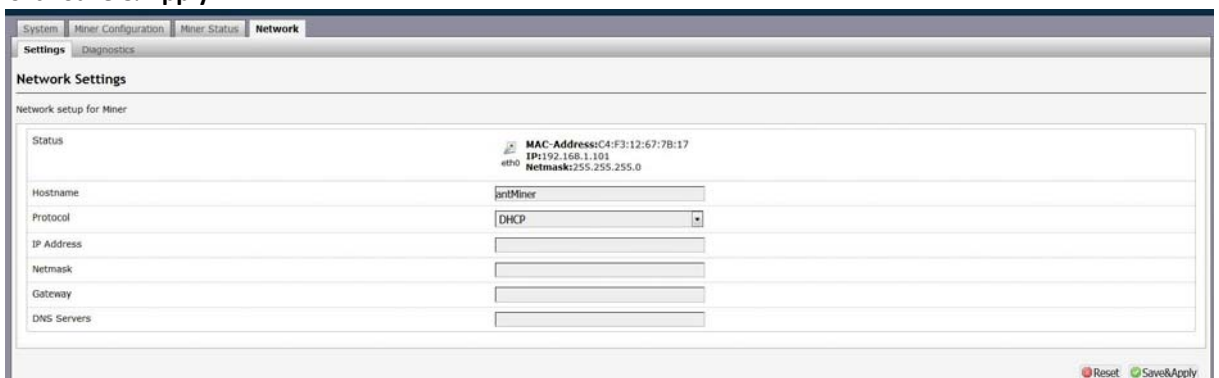 System Miner Configuration Miner Status Network
Settings Diagnostics
Network Settings
Network setup for Miner
Status
MAC-Address:C4:F3:12:67:7B:17
eth0
IP:192.168.1.101
Netmask:255.255.255.0
Hostname antMiner
Protocol DHCP
IP Address
Netmask
Gateway
DNS Servers
Reset Save&Apply